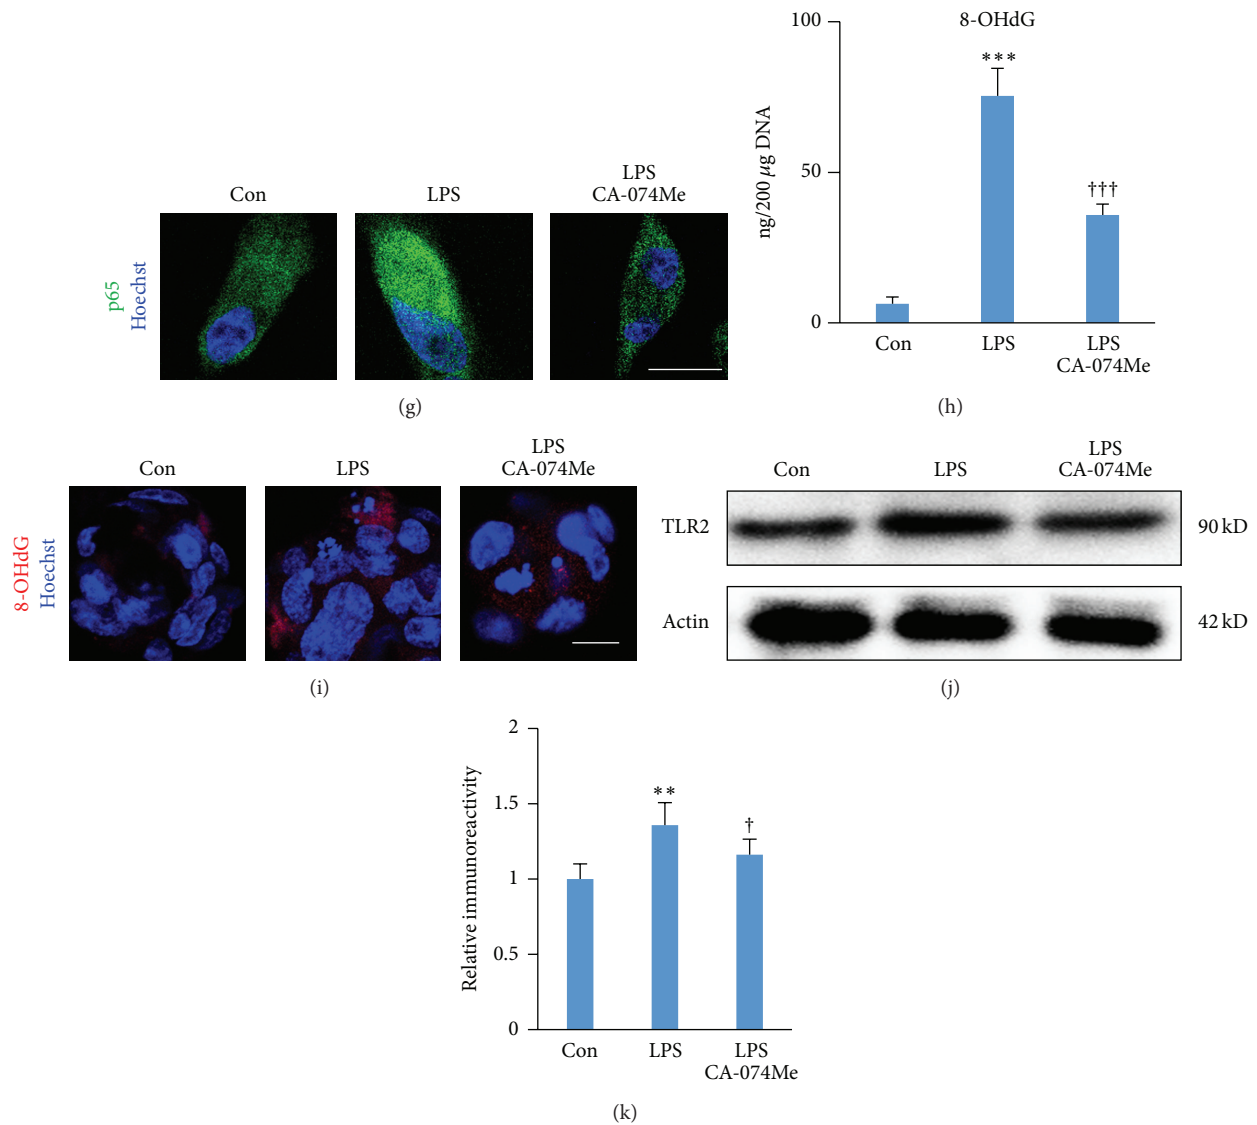 Con
LPS
LPS
CA-074Me
p65
Hoechst
(g)
8-OHdG
100
50
0
ng/200 μg DNA
***
†††
Con
LPS
LPS
CA-074Me
(h)
Con
LPS
LPS
CA-074Me
8-OHdG
Hoechst
(i)
Con
LPS
LPS
CA-074Me
TLR2
90 kD
Actin
42 kD
(j)
2
1.5
1
0.5
0
Relative immunoreactivity
**
†
Con
LPS
LPS
CA-074Me
(k)